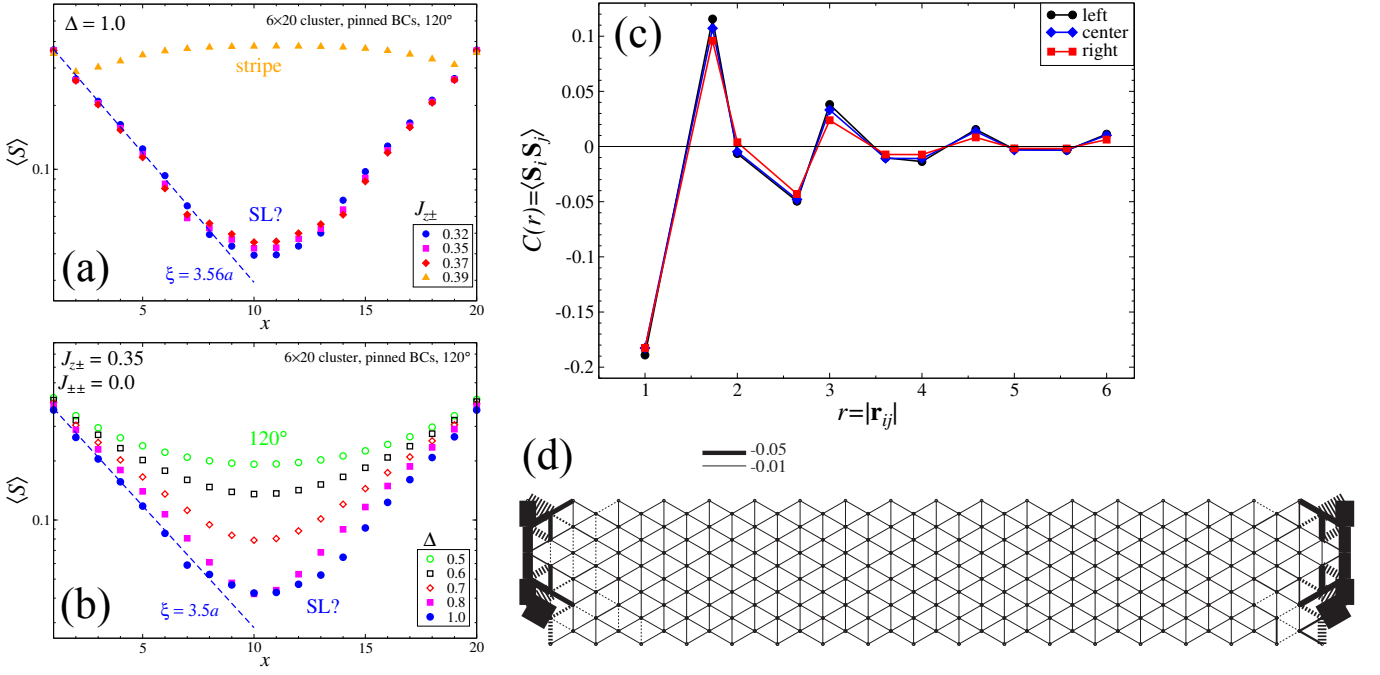 Δ = 1.0
6×20 cluster, pinned BCs, 120°
stripe
⟨S⟩
0.1
SL?
J_{z±}
0.32
0.35
0.37
0.39
(a)
ξ = 3.56a
5
10
15
20
x
J_{z±} = 0.35
6×20 cluster, pinned BCs, 120°
J_{±±} = 0.0
120°
⟨S⟩
0.1
Δ
0.5
0.6
0.7
0.8
1.0
(b)
ξ = 3.5a
SL?
5
10
15
20
x
(c)
left
center
right
0.1
0.05
0
-0.05
-0.1
-0.15
-0.2
C(r)=⟨S_i S_j⟩
1
2
3
4
5
6
r=|r_{ij}|
(d)
-0.05
-0.01